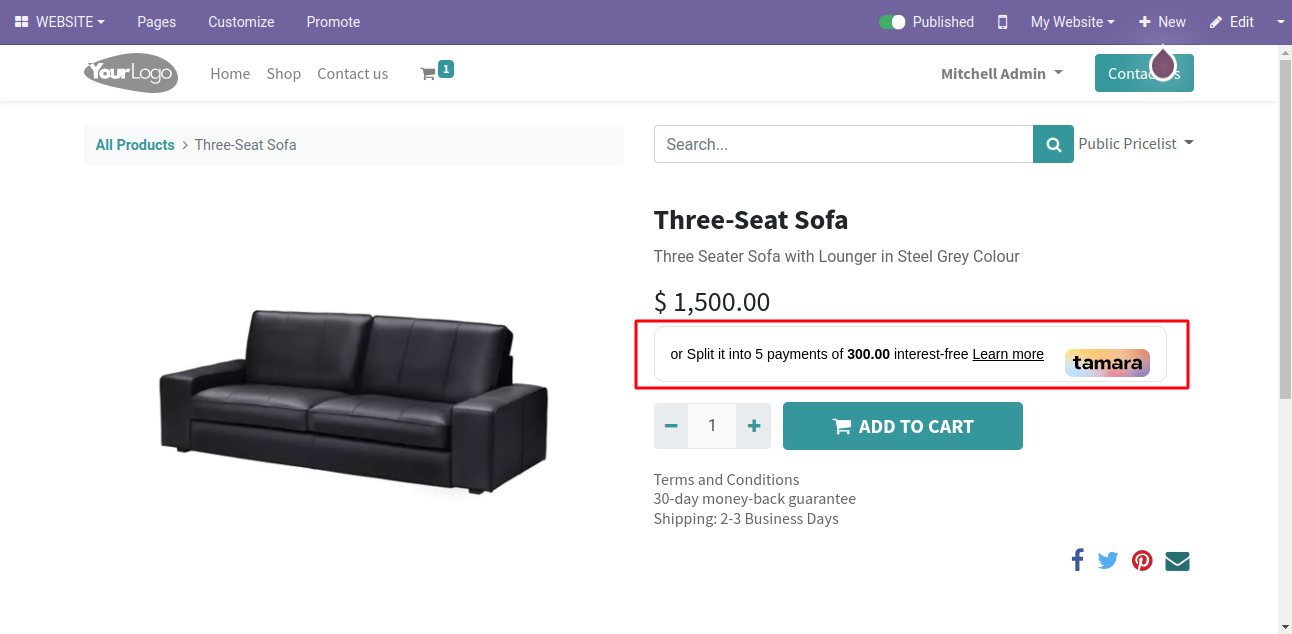 WEBSITE Pages Customize Promote Published My Website New Edit
YourLogo Home Shop Contact us 1 Mitchell Admin
All Products > Three-Seat Sofa
Search... Public Pricelist
Three-Seat Sofa
Three Seater Sofa with Lounger in Steel Grey Colour
$ 1,500.00
or Split it into 5 payments of 300.00 interest-free Learn more tamara
1 ADD TO CART
Terms and Conditions
30-day money-back guarantee
Shipping: 2-3 Business Days